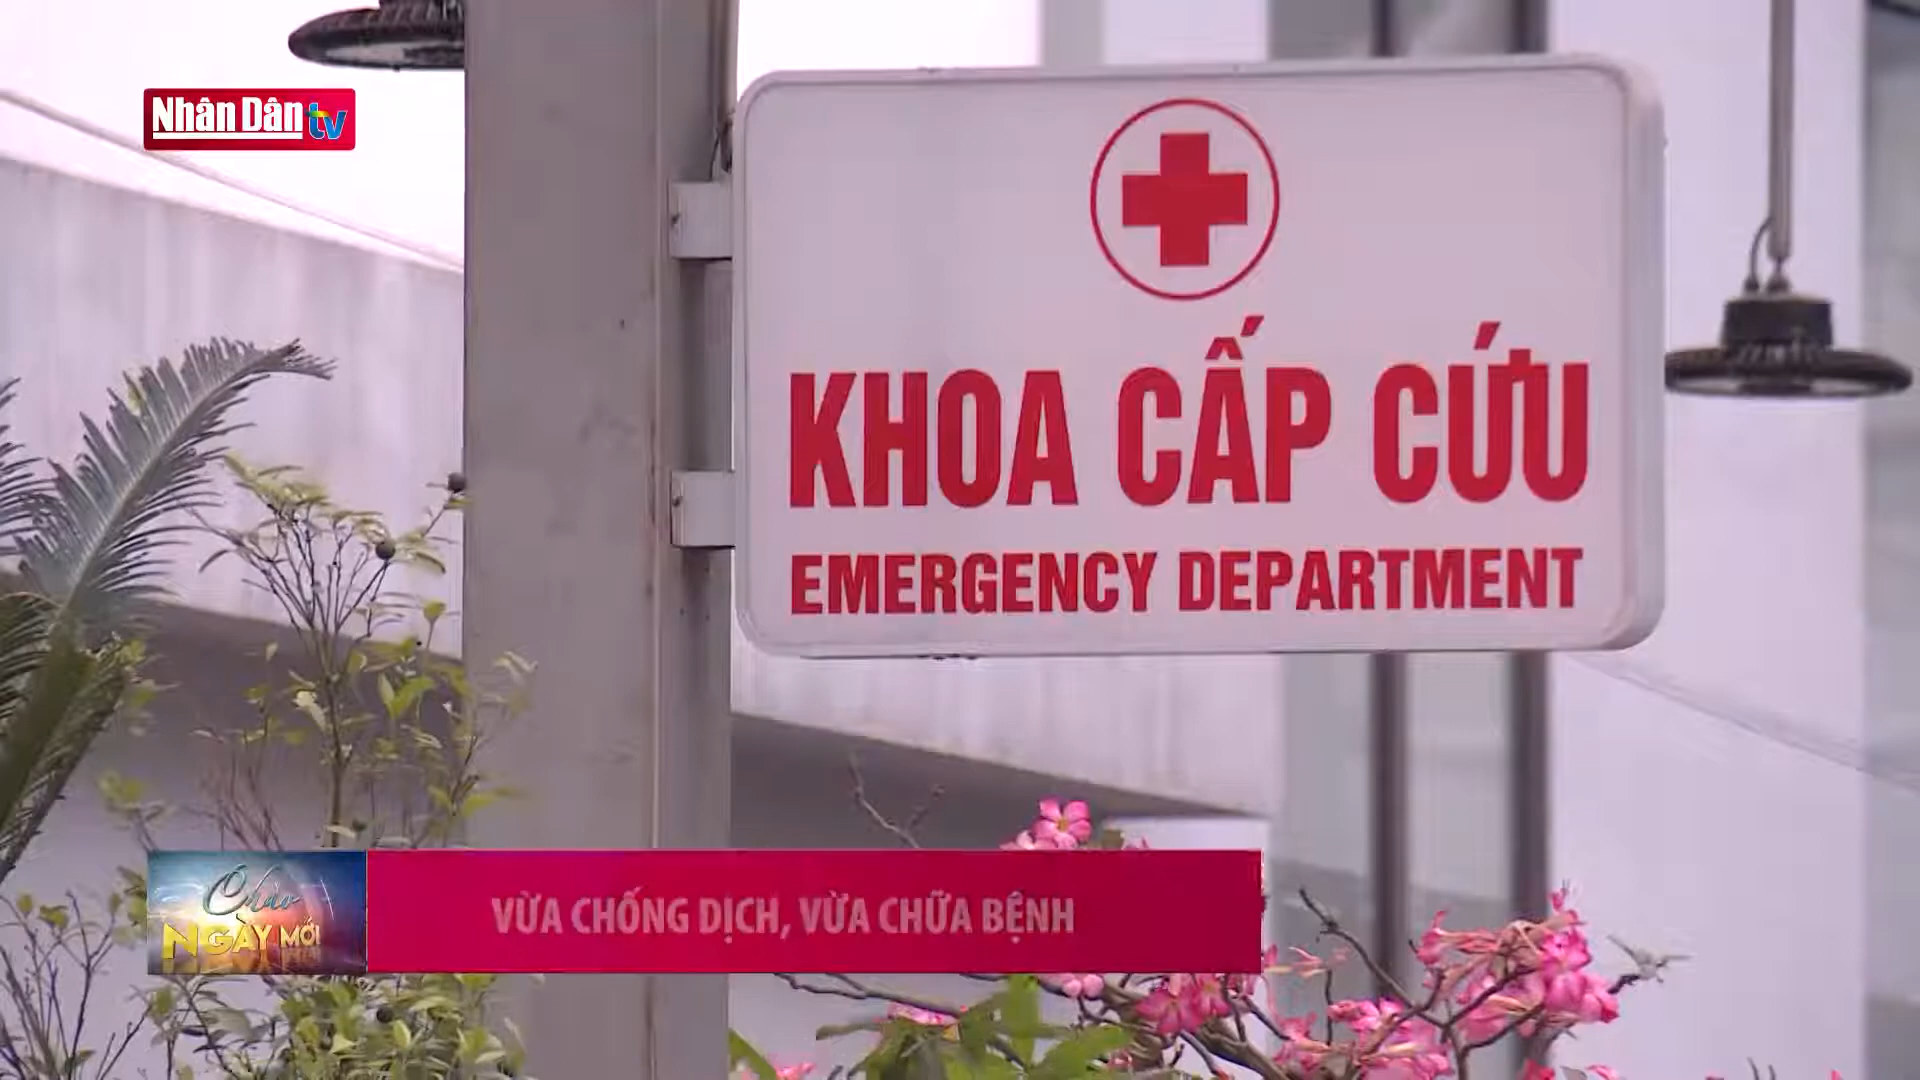 Nhân Dân tv
KHOA CẤP CỨU
EMERGENCY DEPARTMENT
Chào
NGÀY MỚI
VỪA CHỐNG DỊCH, VỪA CHỮA BỆNH